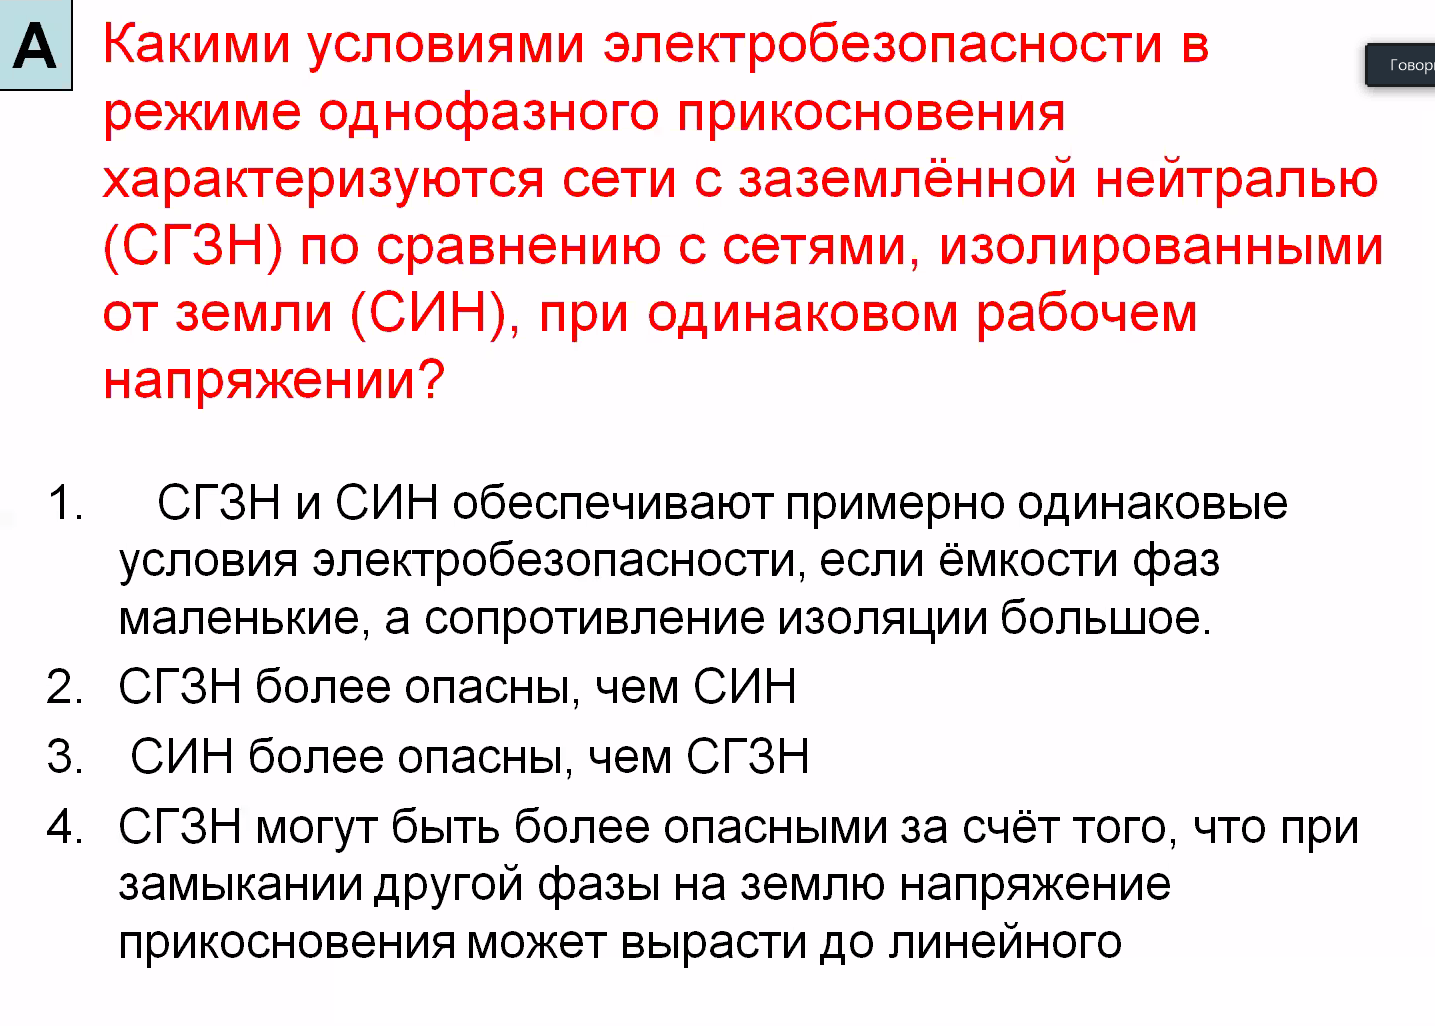 А
Какими условиями электробезопасности в
режиме однофазного прикосновения
характеризуются сети с заземлённой нейтралью
(СГЗН) по сравнению с сетями, изолированными
от земли (СИН), при одинаковом рабочем
напряжении?
Говор
1. СГЗН и СИН обеспечивают примерно одинаковые
условия электробезопасности, если ёмкости фаз
маленькие, а сопротивление изоляции большое.
2. СГЗН более опасны, чем СИН
3. СИН более опасны, чем СГЗН
4. СГЗН могут быть более опасными за счёт того, что при
замыкании другой фазы на землю напряжение
прикосновения может вырасти до линейного